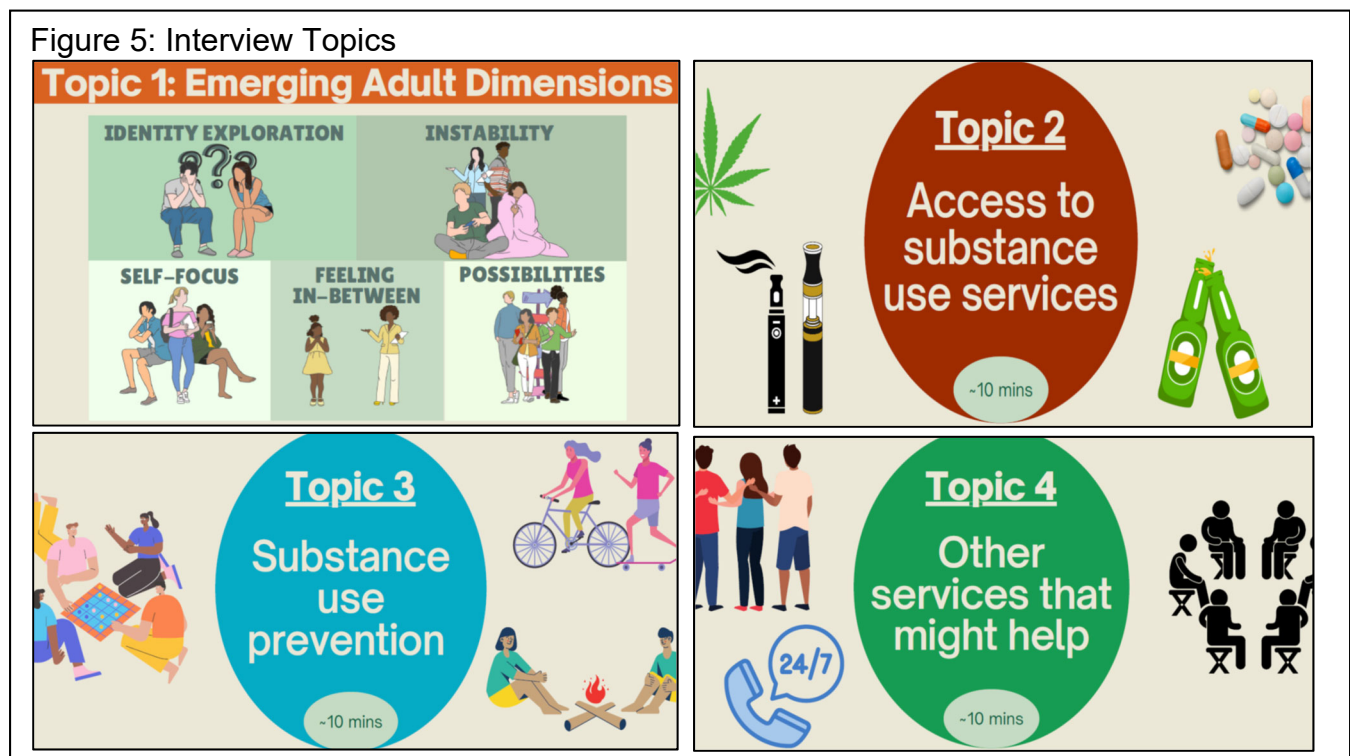 Figure 5: Interview Topics
Topic 1: Emerging Adult Dimensions
IDENTITY EXPLORATION
???
INSTABILITY
SELF-FOCUS
FEELING
IN-BETWEEN
POSSIBILITIES
Topic 2
Access to
substance
use services
~10 mins
Topic 3
Substance
use
prevention
~10 mins
Topic 4
Other
services that
might help
24/7
~10 mins